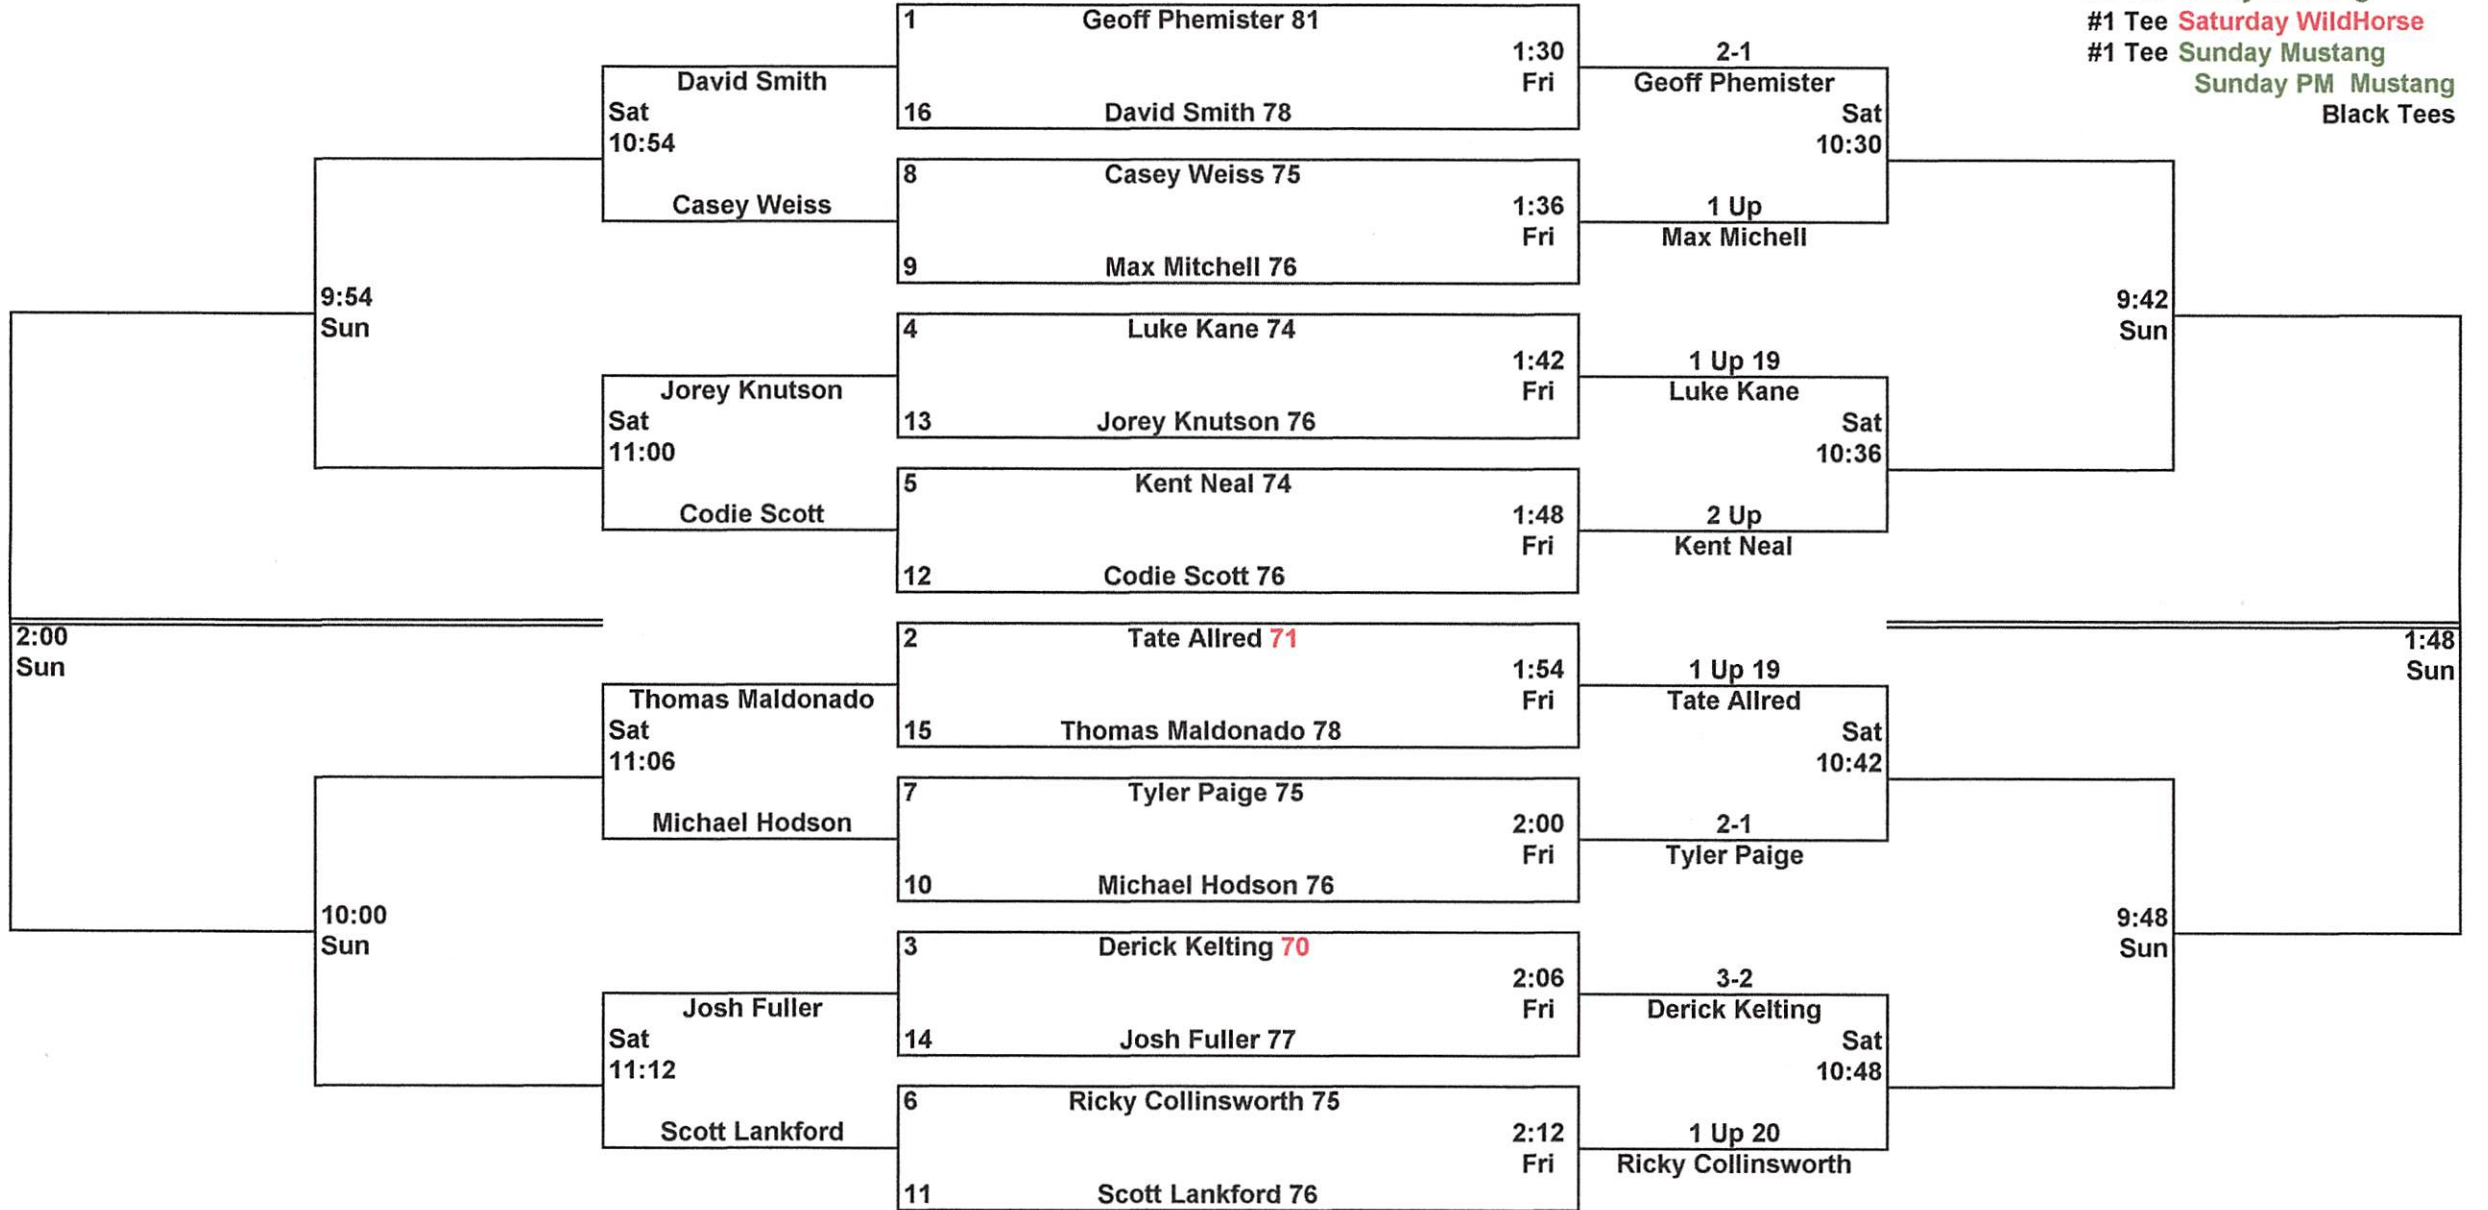 #1 Tee Saturday WildHorse
#1 Tee Sunday Mustang
Sunday PM Mustang
Black Tees
1 Geoff Phemister 81
1:30
Fri
16 David Smith 78
8 Casey Weiss 75
1:36
Fri
9 Max Mitchell 76
4 Luke Kane 74
1:42
Fri
13 Jorey Knutson 76
5 Kent Neal 74
1:48
Fri
12 Codie Scott 76
2 Tate Allred 71
1:54
Fri
15 Thomas Maldonado 78
7 Tyler Paige 75
2:00
Fri
10 Michael Hodson 76
3 Derick Kelting 70
2:06
Fri
14 Josh Fuller 77
6 Ricky Collinsworth 75
2:12
Fri
11 Scott Lankford 76
David Smith
Sat
10:54
Casey Weiss
Jorey Knutson
Sat
11:00
Codie Scott
Thomas Maldonado
Sat
11:06
Michael Hodson
Josh Fuller
Sat
11:12
Scott Lankford
9:54
Sun
10:00
Sun
2:00
Sun
2-1
Geoff Phemister
Sat
10:30
1 Up
Max Michell
1 Up 19
Luke Kane
Sat
10:36
2 Up
Kent Neal
1 Up 19
Tate Allred
Sat
10:42
2-1
Tyler Paige
3-2
Derick Kelting
Sat
10:48
1 Up 20
Ricky Collinsworth
9:42
Sun
9:48
Sun
1:48
Sun